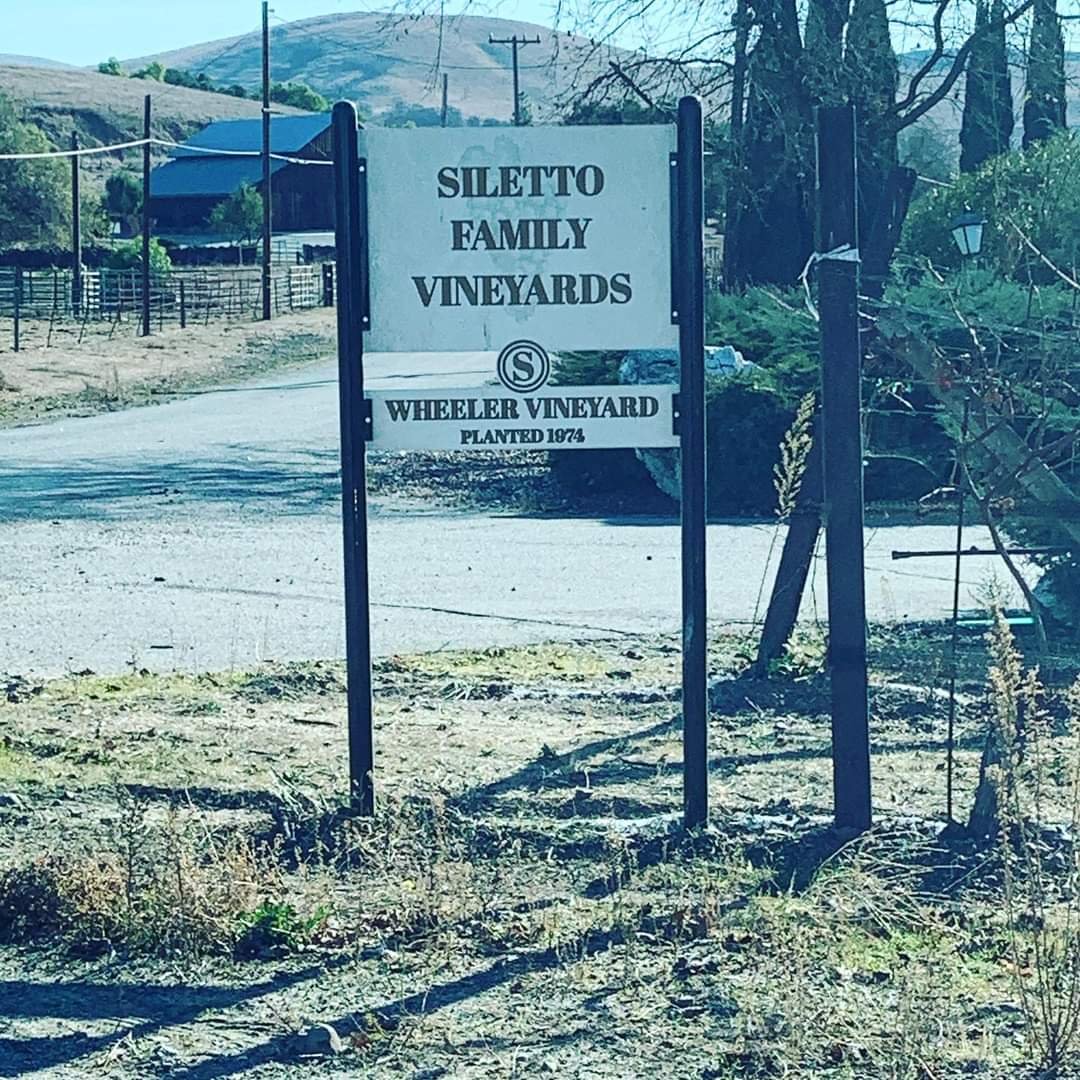 SILETTO
FAMILY
VINEYARDS
S
WHEELER VINEYARD
PLANTED 1974